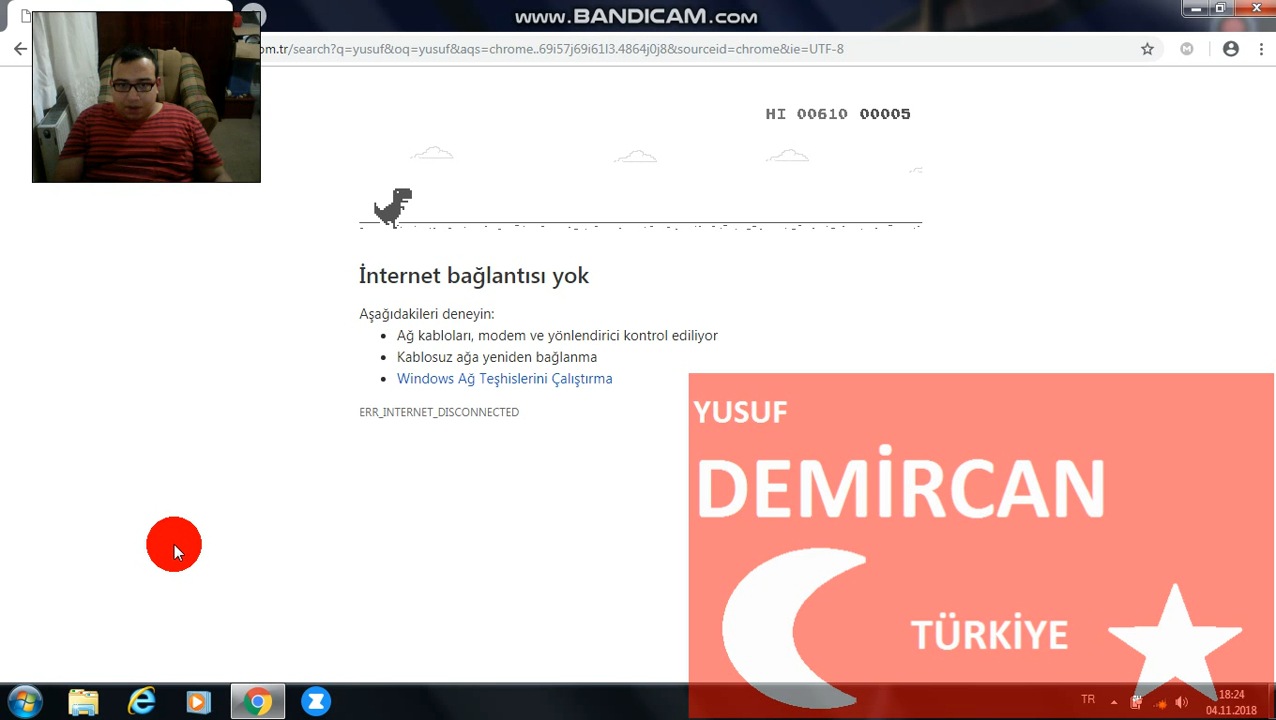 www.BANDICAM.com
om.tr/search?q=yusuf&oq=yusuf&aqs=chrome..69i57j69i61l3.4864j0j8&sourceid=chrome&ie=UTF-8
HI 00610 00005
İnternet bağlantısı yok
Aşağıdakileri deneyin:
Ağ kabloları, modem ve yönlendirici kontrol ediliyor
Kablosuz ağa yeniden bağlanma
Windows Ağ Teşhislerini Çalıştırma
ERR_INTERNET_DISCONNECTED
YUSUF
DEMİRCAN
TÜRKİYE
TR
18:24
04.11.2018